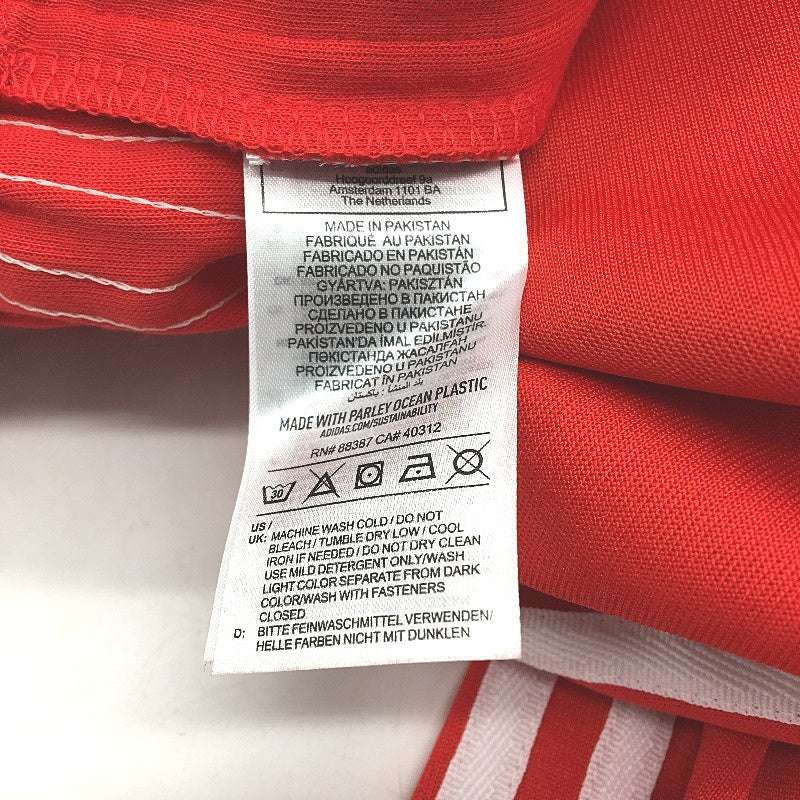 adidas
Hoogoorddreef 9a
Amsterdam 1101 BA
The Netherlands
MADE IN PAKISTAN
FABRIQUÉ AU PAKISTAN
FABRICADO EN PAKISTÁN
FABRICADO NO PAQUISTÃO
GYÁRTVA: PAKISZTÁN
ПРОИЗВЕДЕНО В ПАКИСТАН
СДЕЛАНО В ПАКИСТАНЕ
PROIZVEDENO U PAKISTANU
PAKİSTAN'DA İMAL EDİLMİŞTİR.
ПӘКІСТАНДА ЖАСАЛҒАН
PROIZVEDENO U PAKISTANU
FABRICAT ÎN PAKISTAN
بلد المنشأ: باكستان
MADE WITH PARLEY OCEAN PLASTIC
ADIDAS.COM/SUSTAINABILITY
RN# 88387 CA# 40312
30
US /
UK: MACHINE WASH COLD / DO NOT
BLEACH / TUMBLE DRY LOW / COOL
IRON IF NEEDED / DO NOT DRY CLEAN
USE MILD DETERGENT ONLY/WASH
LIGHT COLOR SEPARATE FROM DARK
COLOR/WASH WITH FASTENERS
CLOSED
D: BITTE FEINWASCHMITTEL VERWENDEN/
HELLE FARBEN NICHT MIT DUNKLEN